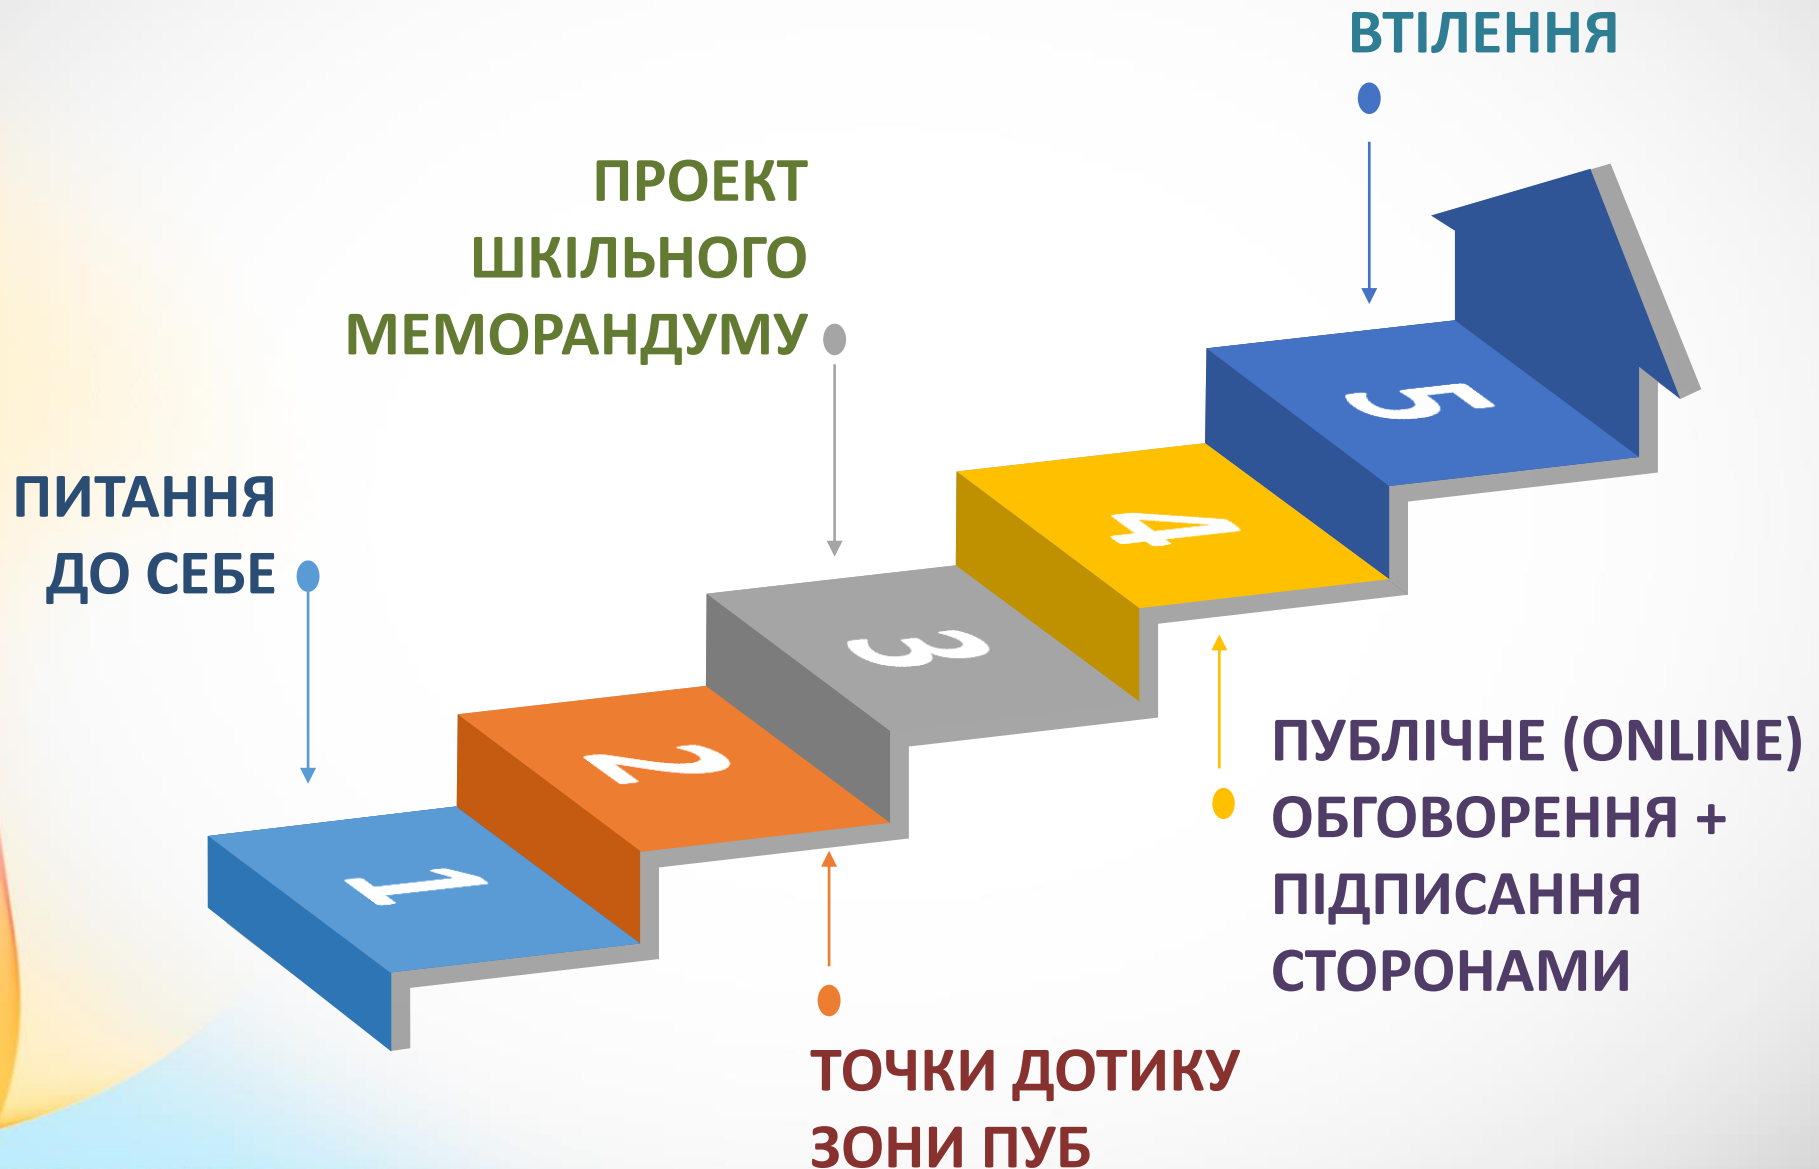 ВТІЛЕННЯ
ПРОЕКТ
ШКІЛЬНОГО
МЕМОРАНДУМУ
ПИТАННЯ
ДО СЕБЕ
1
2
3
4
5
ПУБЛІЧНЕ (ONLINE)
ОБГОВОРЕННЯ +
ПІДПИСАННЯ
СТОРОНАМИ
ТОЧКИ ДОТИКУ
ЗОНИ ПУБ